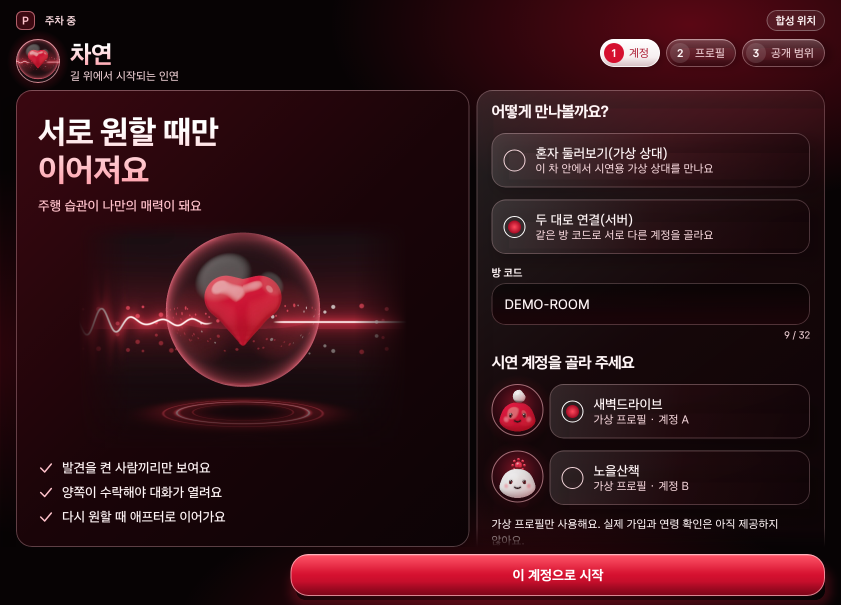 P 주차 중
합성 위치
차연
길 위에서 시작되는 인연
1 계정
2 프로필
3 공개 범위
서로 원할 때만
이어져요
주행 습관이 나만의 매력이 돼요
발견을 켠 사람끼리만 보여요
양쪽이 수락해야 대화가 열려요
다시 원할 때 애프터로 이어가요
어떻게 만나볼까요?
혼자 둘러보기(가상 상대)
이 차 안에서 시연용 가상 상대를 만나요
두 대로 연결(서버)
같은 방 코드로 서로 다른 계정을 골라요
방 코드
DEMO-ROOM
9 / 32
시연 계정을 골라 주세요
새벽드라이브
가상 프로필 · 계정 A
노을산책
가상 프로필 · 계정 B
가상 프로필만 사용해요. 실제 가입과 연령 확인은 아직 제공하지
않아요.
이 계정으로 시작